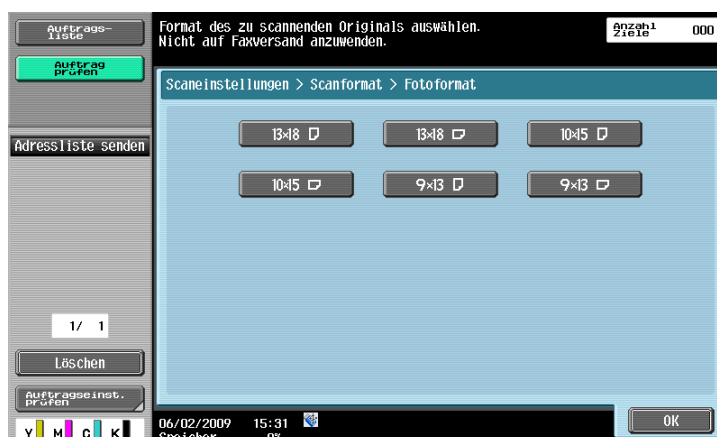 Auftrags-
liste
Auftrag
prüfen
Adressliste senden
1/ 1
Löschen
Auftragseinst.
prüfen
Y M C K
Format des zu scannenden Originals auswählen.
Nicht auf Faxversand anzuwenden.
Anzahl
Ziele
000
Scaneinstellungen > Scanformat > Fotoformat
13×18
13×18
10×15
10×15
9×13
9×13
06/02/2009 15:31
Speicher 0%
OK